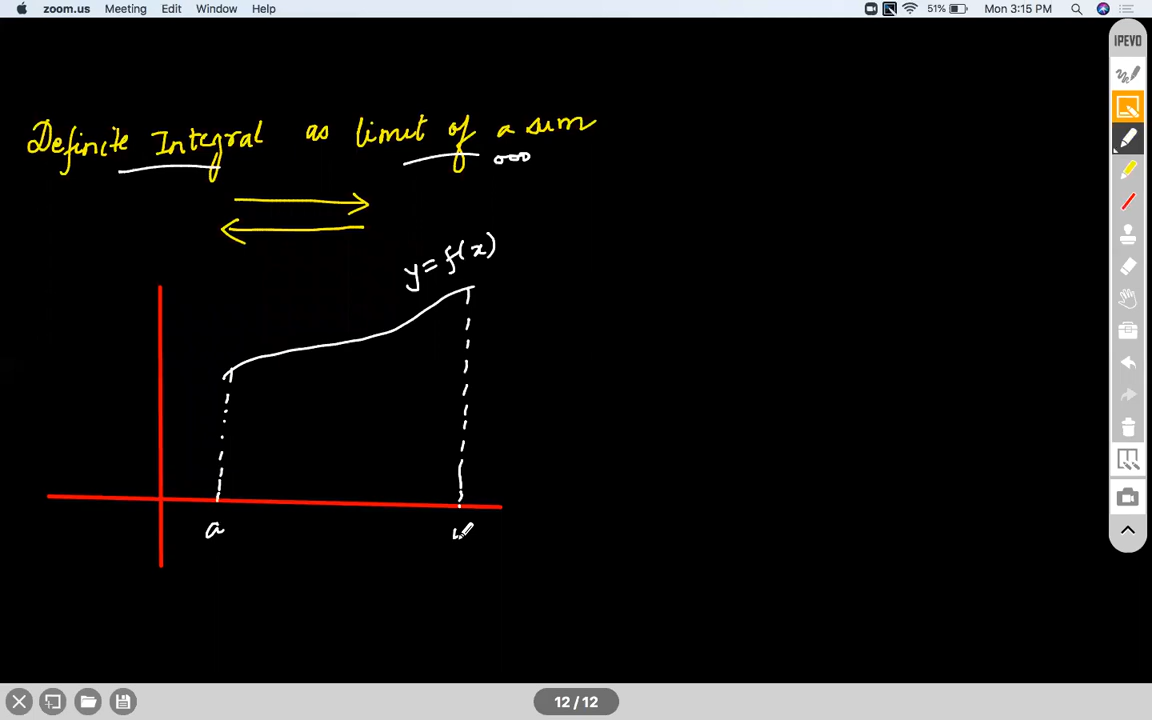 zoom.us Meeting Edit Window Help 51% Mon 3:15 PM
IPEVO
Definite Integral as limit of a sum
y = f(x)
a
12 / 12